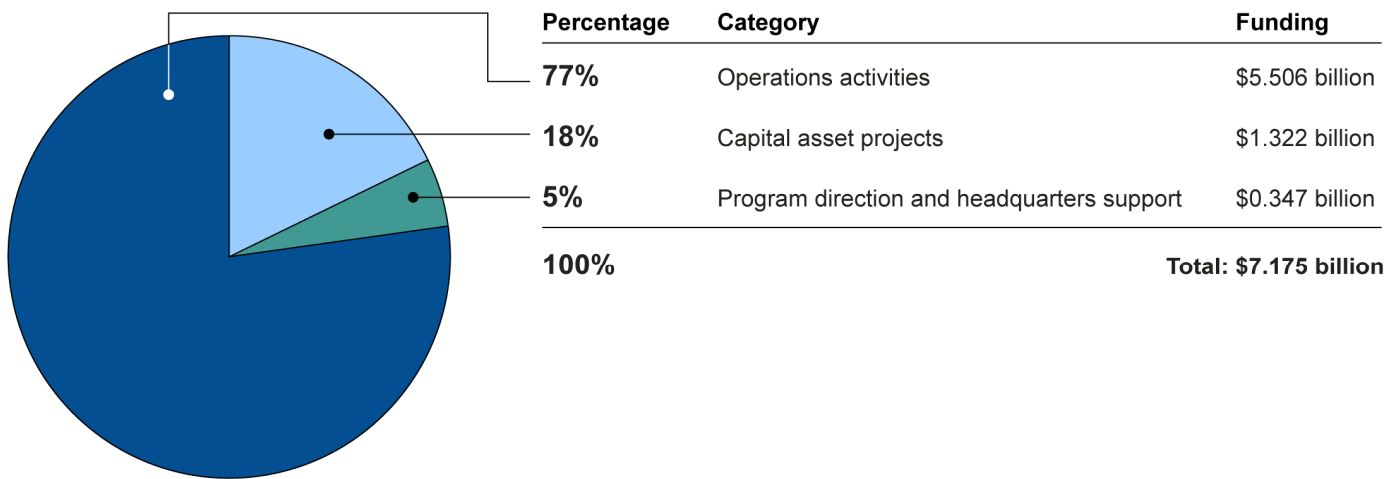 Percentage Category Funding
77% Operations activities $5.506 billion
18% Capital asset projects $1.322 billion
5% Program direction and headquarters support $0.347 billion
100% Total: $7.175 billion